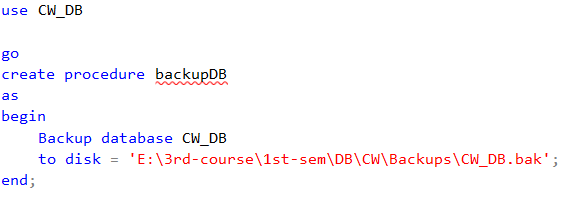 use CW_DB
go
create procedure backupDB
as
begin
Backup database CW_DB
to disk = 'E:\3rd-course\1st-sem\DB\CW\Backups\CW_DB.bak';
end;